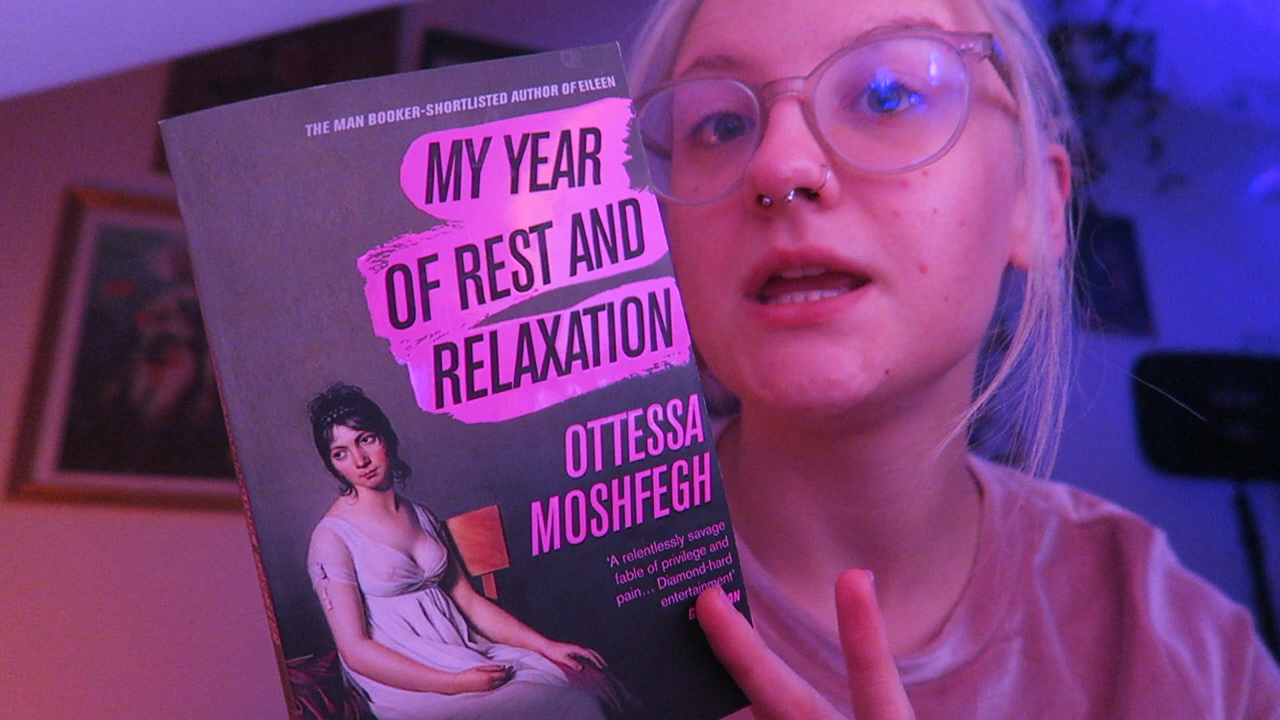 THE MAN BOOKER-SHORTLISTED AUTHOR OF EILEEN
MY YEAR
OF REST AND
RELAXATION
OTTESSA
MOSHFEGH
'A relentlessly savage
fable of privilege and
pain... Diamond-hard
entertainment'